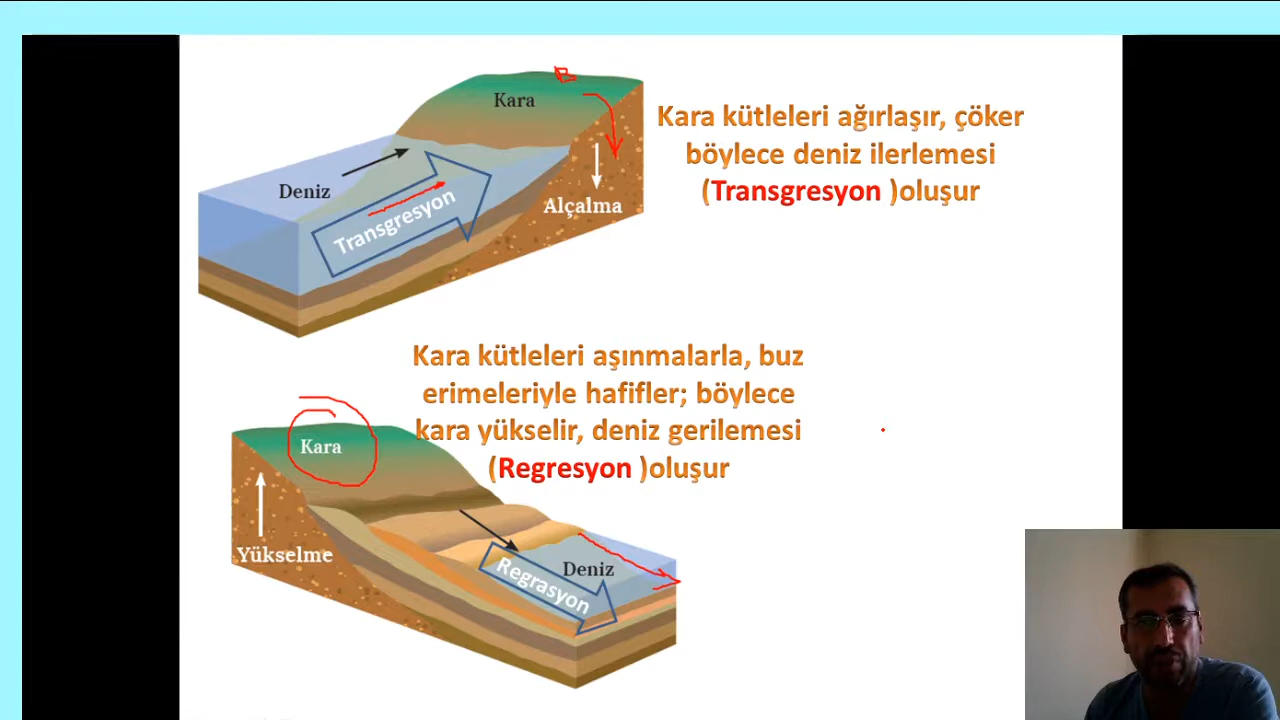 Kara
Deniz
Transgresyon
Alçalma
Kara kütleleri ağırlaşır, çöker
böylece deniz ilerlemesi
(Transgresyon )oluşur
Kara kütleleri aşınmalarla, buz
erimeleriyle hafifler; böylece
kara yükselir, deniz gerilemesi
(Regresyon )oluşur
Kara
Yükselme
Deniz
Regrasyon